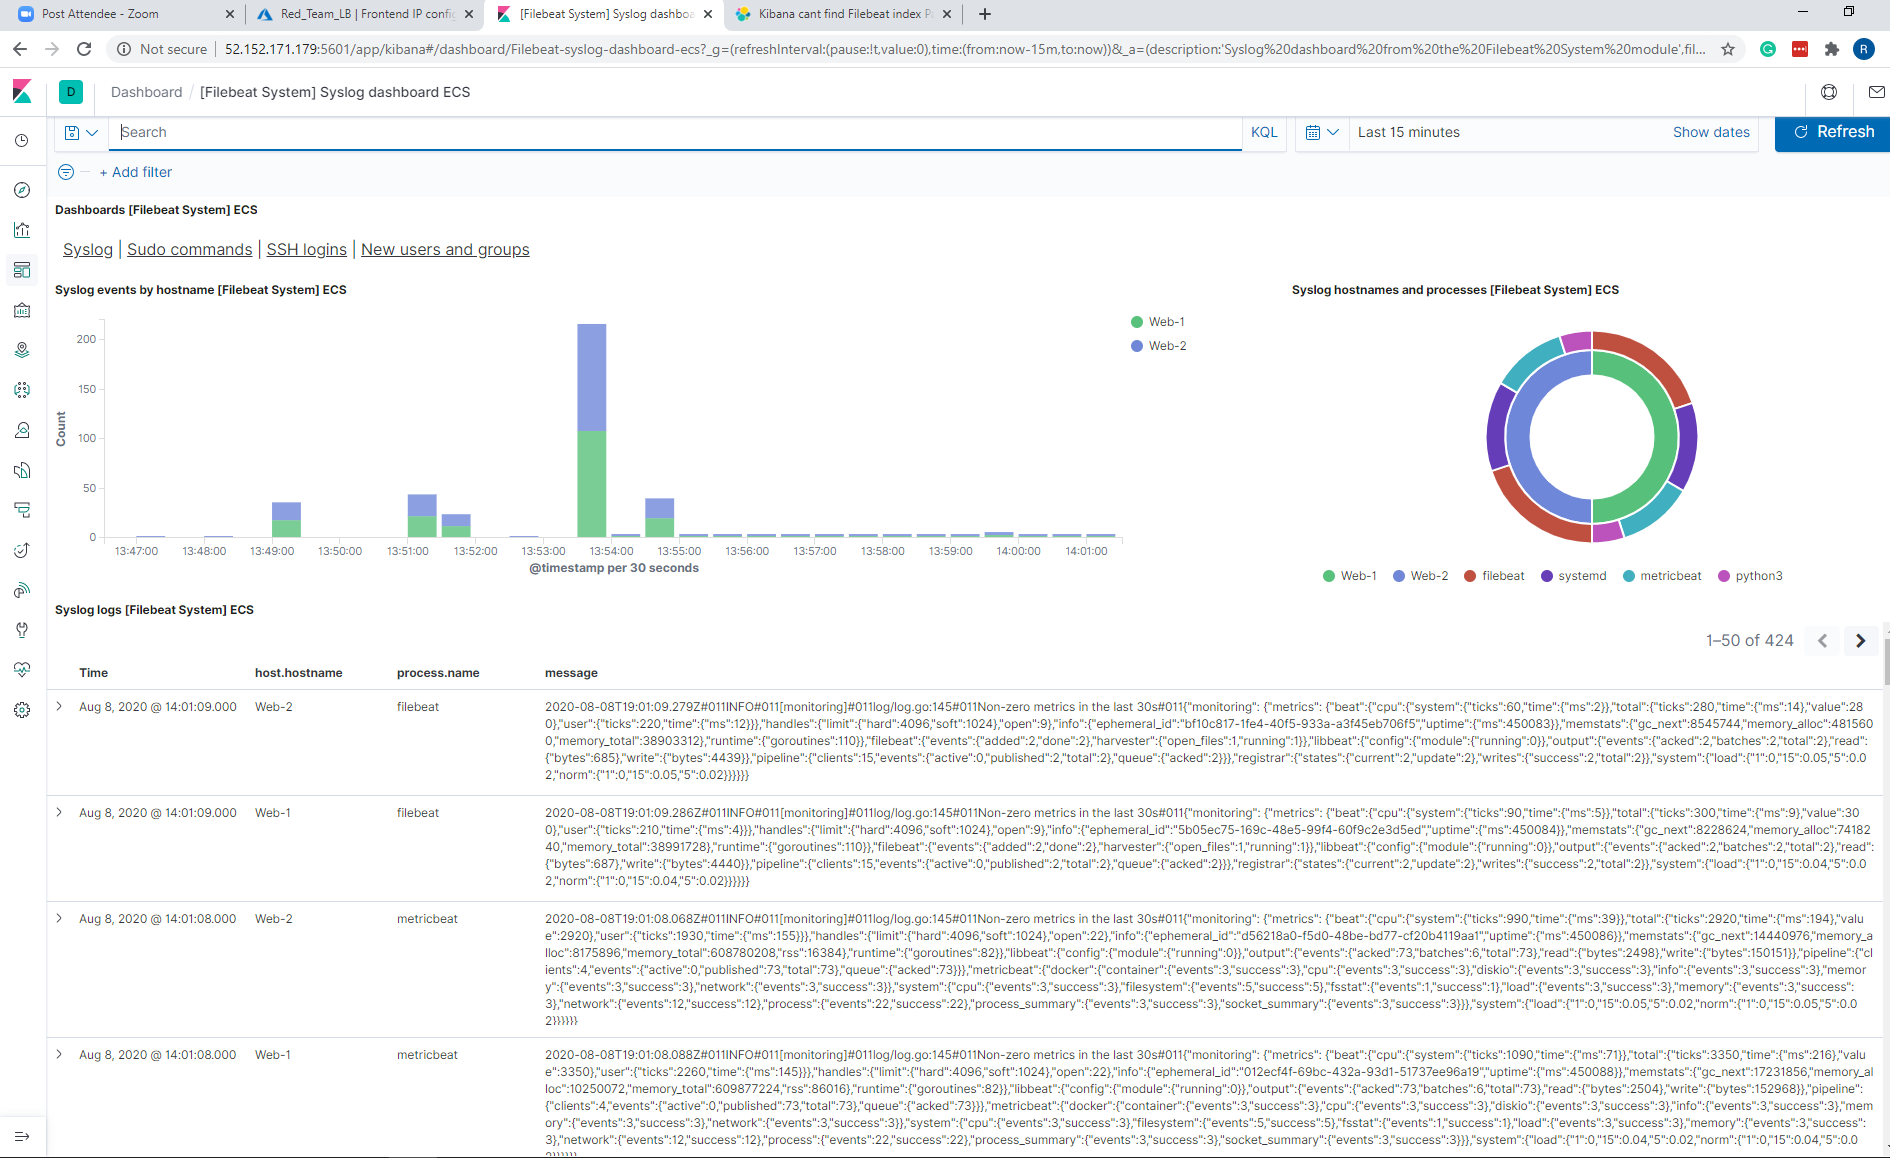 Post Attendee - Zoom
Red_Team_LB | Frontend IP config
[Filebeat System] Syslog dashboa
Kibana cant find Filebeat index P
Not secure
52.152.171.179:5601/app/kibana#/dashboard/Filebeat-syslog-dashboard-ecs?_g=(refreshInterval:(pause:!t,value:0),time:(from:now-15m,to:now))&_a=(description:'Syslog%20dashboard%20from%20the%20Filebeat%20System%20module',fil...
R
D
Dashboard / [Filebeat System] Syslog dashboard ECS
Search
KQL
Last 15 minutes
Show dates
Refresh
+ Add filter
Dashboards [Filebeat System] ECS
Syslog | Sudo commands | SSH logins | New users and groups
Syslog events by hostname [Filebeat System] ECS
200
150
100
50
0
Count
13:47:00 13:48:00 13:49:00 13:50:00 13:51:00 13:52:00 13:53:00 13:54:00 13:55:00 13:56:00 13:57:00 13:58:00 13:59:00 14:00:00 14:01:00
@timestamp per 30 seconds
Web-1
Web-2
Syslog hostnames and processes [Filebeat System] ECS
Web-1 Web-2 filebeat systemd metricbeat python3
Syslog logs [Filebeat System] ECS
1–50 of 424
Time host.hostname process.name message
Aug 8, 2020 @ 14:01:09.000 Web-2 filebeat
2020-08-08T19:01:09.279Z#011INFO#011[monitoring]#011log/log.go:145#011Non-zero metrics in the last 30s#011{"monitoring": {"metrics": {"beat":{"cpu":{"system":{"ticks":60,"time":{"ms":2}},"total":{"ticks":280,"time":{"ms":14},"value":28
0},"user":{"ticks":220,"time":{"ms":12}}},"handles":{"limit":{"hard":4096,"soft":1024},"open":9},"info":{"ephemeral_id":"bf10c817-1fe4-40f5-933a-a3f45eb706f5","uptime":{"ms":450083}},"memstats":{"gc_next":8545744,"memory_alloc":481560
0,"memory_total":38903312},"runtime":{"goroutines":110}},"filebeat":{"events":{"added":2,"done":2},"harvester":{"open_files":1,"running":1}},"libbeat":{"config":{"module":{"running":0}},"output":{"events":{"acked":2,"batches":2,"total":2},"read":
{"bytes":685},"write":{"bytes":4439}},"pipeline":{"clients":15,"events":{"active":0,"published":2,"total":2},"queue":{"acked":2}}},"registrar":{"states":{"current":2,"update":2},"writes":{"success":2,"total":2}},"system":{"load":{"1":0,"15":0.05,"5":0.0
2,"norm":{"1":0,"15":0.05,"5":0.02}}}}}}
Aug 8, 2020 @ 14:01:09.000 Web-1 filebeat
2020-08-08T19:01:09.286Z#011INFO#011[monitoring]#011log/log.go:145#011Non-zero metrics in the last 30s#011{"monitoring": {"metrics": {"beat":{"cpu":{"system":{"ticks":90,"time":{"ms":5}},"total":{"ticks":300,"time":{"ms":9},"value":30
0},"user":{"ticks":210,"time":{"ms":4}}},"handles":{"limit":{"hard":4096,"soft":1024},"open":9},"info":{"ephemeral_id":"5b05ec75-169c-48e5-99f4-60f9c2e3d5ed","uptime":{"ms":450084}},"memstats":{"gc_next":8228624,"memory_alloc":7418
240,"memory_total":38991728},"runtime":{"goroutines":110}},"filebeat":{"events":{"added":2,"done":2},"harvester":{"open_files":1,"running":1}},"libbeat":{"config":{"module":{"running":0}},"output":{"events":{"acked":2,"batches":2,"total":2},"read":
{"bytes":687},"write":{"bytes":4440}},"pipeline":{"clients":15,"events":{"active":0,"published":2,"total":2},"queue":{"acked":2}}},"registrar":{"states":{"current":2,"update":2},"writes":{"success":2,"total":2}},"system":{"load":{"1":0,"15":0.04,"5":0.0
2,"norm":{"1":0,"15":0.04,"5":0.02}}}}}}
Aug 8, 2020 @ 14:01:08.000 Web-2 metricbeat
2020-08-08T19:01:08.068Z#011INFO#011[monitoring]#011log/log.go:145#011Non-zero metrics in the last 30s#011{"monitoring": {"metrics": {"beat":{"cpu":{"system":{"ticks":990,"time":{"ms":39}},"total":{"ticks":2920,"time":{"ms":194},"valu
e":2920},"user":{"ticks":1930,"time":{"ms":155}}},"handles":{"limit":{"hard":4096,"soft":1024},"open":22},"info":{"ephemeral_id":"d56218a0-f5d0-48be-bd77-cf20b4119aa1","uptime":{"ms":450086}},"memstats":{"gc_next":14440976,"memory_a
lloc":8175896,"memory_total":608780208,"rss":16384},"runtime":{"goroutines":82}},"libbeat":{"config":{"module":{"running":0}},"output":{"events":{"acked":73,"batches":6,"total":73},"read":{"bytes":2498},"write":{"bytes":150151}},"pipeline":{"cli
ents":4,"events":{"active":0,"published":73,"total":73},"queue":{"acked":73}}},"metricbeat":{"docker":{"container":{"events":3,"success":3},"cpu":{"events":3,"success":3},"diskio":{"events":3,"success":3},"info":{"events":3,"success":3},"memor
y":{"events":3,"success":3},"network":{"events":3,"success":3}},"system":{"cpu":{"events":3,"success":3},"filesystem":{"events":5,"success":5},"fsstat":{"events":1,"success":1},"load":{"events":3,"success":3},"memory":{"events":3,"success":
3},"network":{"events":12,"success":12},"process":{"events":22,"success":22},"process_summary":{"events":3,"success":3},"socket_summary":{"events":3,"success":3}}},"system":{"load":{"1":0,"15":0.05,"5":0.02,"norm":{"1":0,"15":0.05,"5":0.0
2}}}}}}
Aug 8, 2020 @ 14:01:08.000 Web-1 metricbeat
2020-08-08T19:01:08.088Z#011INFO#011[monitoring]#011log/log.go:145#011Non-zero metrics in the last 30s#011{"monitoring": {"metrics": {"beat":{"cpu":{"system":{"ticks":1090,"time":{"ms":71}},"total":{"ticks":3350,"time":{"ms":216},"valu
e":3350},"user":{"ticks":2260,"time":{"ms":145}}},"handles":{"limit":{"hard":4096,"soft":1024},"open":22},"info":{"ephemeral_id":"012ecf4f-69bc-432a-93d1-51737ee96a19","uptime":{"ms":450088}},"memstats":{"gc_next":17231856,"memory_al
loc":10250072,"memory_total":609877224,"rss":86016},"runtime":{"goroutines":82}},"libbeat":{"config":{"module":{"running":0}},"output":{"events":{"acked":73,"batches":6,"total":73},"read":{"bytes":2504},"write":{"bytes":152968}},"pipeline":
{"clients":4,"events":{"active":0,"published":73,"total":73},"queue":{"acked":73}}},"metricbeat":{"docker":{"container":{"events":3,"success":3},"cpu":{"events":3,"success":3},"diskio":{"events":3,"success":3},"info":{"events":3,"success":3},"mem
ory":{"events":3,"success":3},"network":{"events":3,"success":3}},"system":{"cpu":{"events":3,"success":3},"filesystem":{"events":5,"success":5},"fsstat":{"events":1,"success":1},"load":{"events":3,"success":3},"memory":{"events":3,"success":
3},"network":{"events":12,"success":12},"process":{"events":22,"success":22},"process_summary":{"events":3,"success":3},"socket_summary":{"events":3,"success":3}}},"system":{"load":{"1":0,"15":0.04,"5":0.02,"norm":{"1":0,"15":0.04,"5":0.0